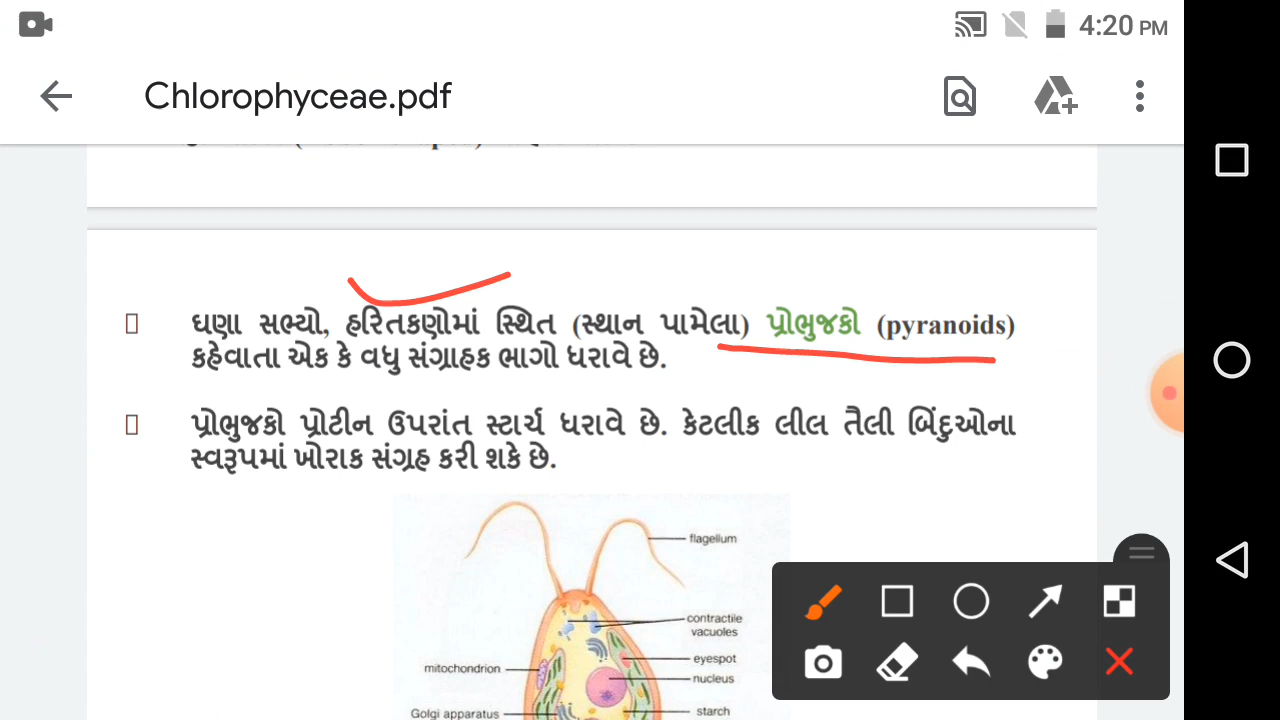 4:20 PM
Chlorophyceae.pdf
ઘણા સભ્યો, હરિતકણોમાં સ્થિત (સ્થાન પામેલા) પ્રોભુજકો (pyranoids)
કહેવાતા એક કે વધુ સંગ્રાહક ભાગો ધરાવે છે.
પ્રોભુજકો પ્રોટીન ઉપરાંત સ્ટાર્ચ ધરાવે છે. કેટલીક લીલ તૈલી બિંદુઓના
સ્વરૂપમાં ખોરાક સંગ્રહ કરી શકે છે.
flagellum
contractile
vacuoles
eyespot
mitochondrion
nucleus
starch
Golgi apparatus